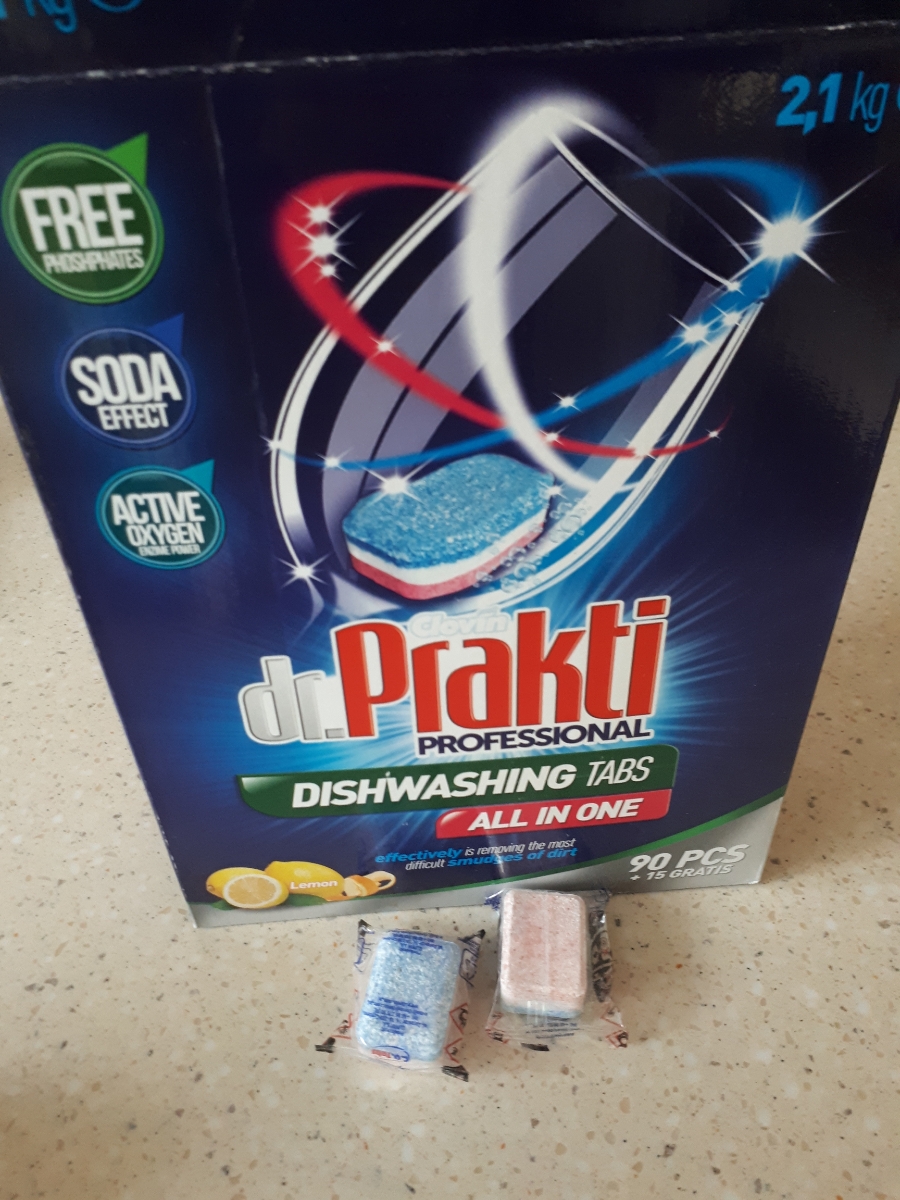 2,1 kg
FREE
PHOSHPHATES
SODA
EFFECT
ACTIVE
OXYGEN
ENZIME POWER
Clovin
dr.Prakti
PROFESSIONAL
DISHWASHING TABS
ALL IN ONE
effectively is removing the most
difficult smudges of dirt
Lemon
90 PCS
+ 15 GRATIS